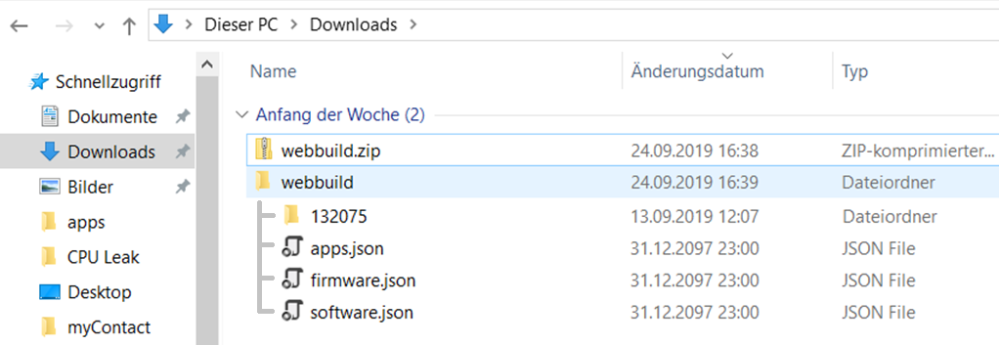 Dieser PC > Downloads >
Name Änderungsdatum Typ
Schnellzugriff
Dokumente
Downloads
Bilder
apps
CPU Leak
Desktop
myContact
Anfang der Woche (2)
webbuild.zip 24.09.2019 16:38 ZIP-komprimierter...
webbuild 24.09.2019 16:39 Dateiordner
132075 13.09.2019 12:07 Dateiordner
apps.json 31.12.2097 23:00 JSON File
firmware.json 31.12.2097 23:00 JSON File
software.json 31.12.2097 23:00 JSON File